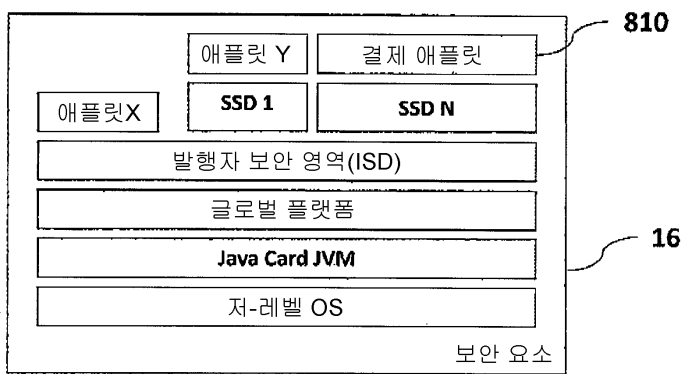 810
애플릿 Y 결제 애플릿
애플릿X SSD 1 SSD N
발행자 보안 영역(ISD)
글로벌 플랫폼
Java Card JVM
16
저-레벨 OS
보안 요소